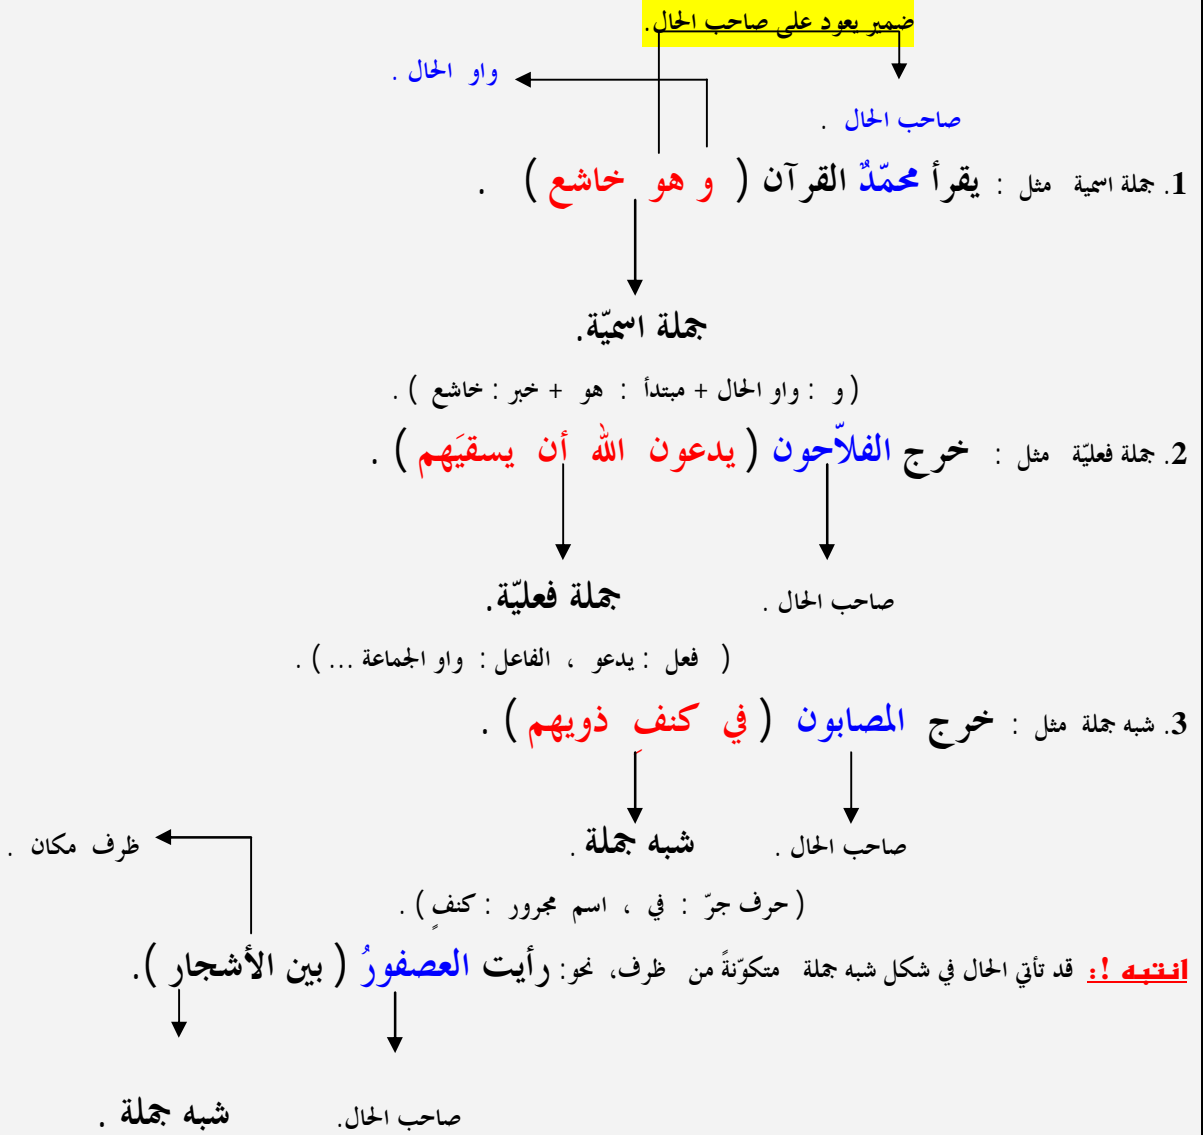 ضمير يعود على صاحب الحال.
واو الحال .
صاحب الحال .
1. جملة اسمية مثل : يقرأ محمّدٌ القرآن ( و هو خاشع ) .
جملة اسميّة.
( و : واو الحال + مبتدأ : هو + خبر : خاشع ) .
2. جملة فعليّة مثل : خرج الفلاّحون ( يدعون الله أن يسقيَهم ) .
صاحب الحال . جملة فعليّة.
( فعل : يدعو ، الفاعل : واو الجماعة ... ) .
3. شبه جملة مثل : خرج المصابون ( في كنفِ ذويهم ) .
صاحب الحال . شبه جملة . ظرف مكان .
( حرف جرّ : في ، اسم مجرور : كنفٍ ) .
انتبه !: قد تأتي الحال في شكل شبه جملة متكوّنةً من ظرف، نحو: رأيت العصفورُ ( بين الأشجار ).
صاحب الحال. شبه جملة .